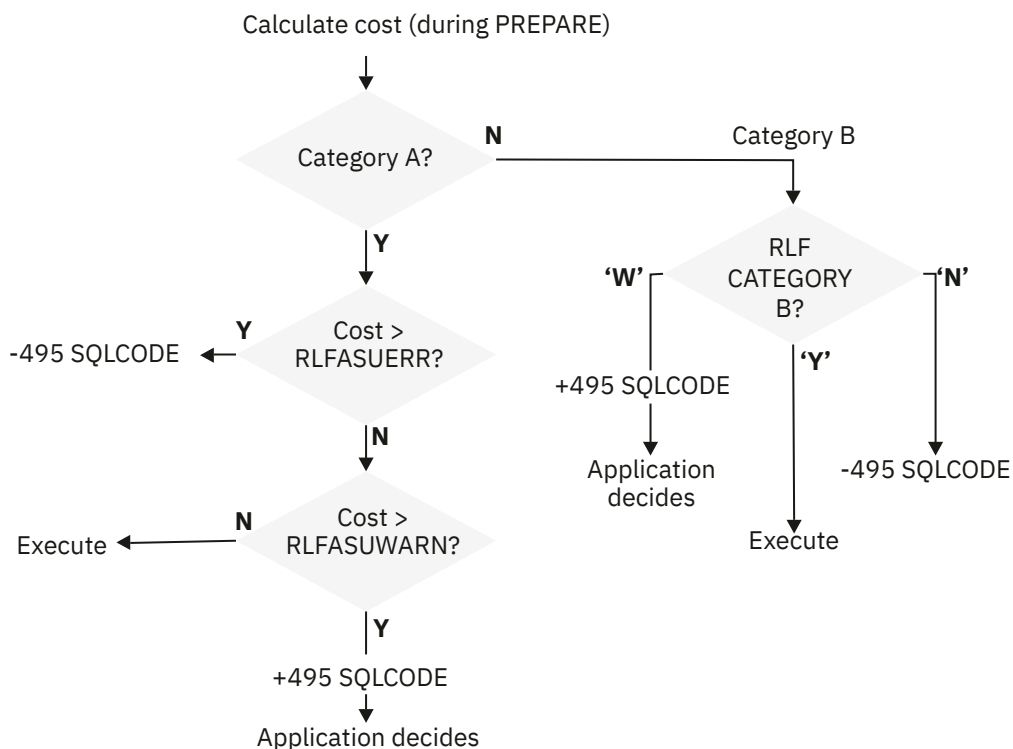 Calculate cost (during PREPARE)
Category A?
N
Category B
Y
RLF
CATEGORY
B?
‘W’
‘N’
‘Y’
Cost >
RLFASUERR?
Y
-495 SQLCODE
N
+495 SQLCODE
Application
decides
-495 SQLCODE
Execute
Cost >
RLFASUWARN?
N
Execute
Y
+495 SQLCODE
Application decides